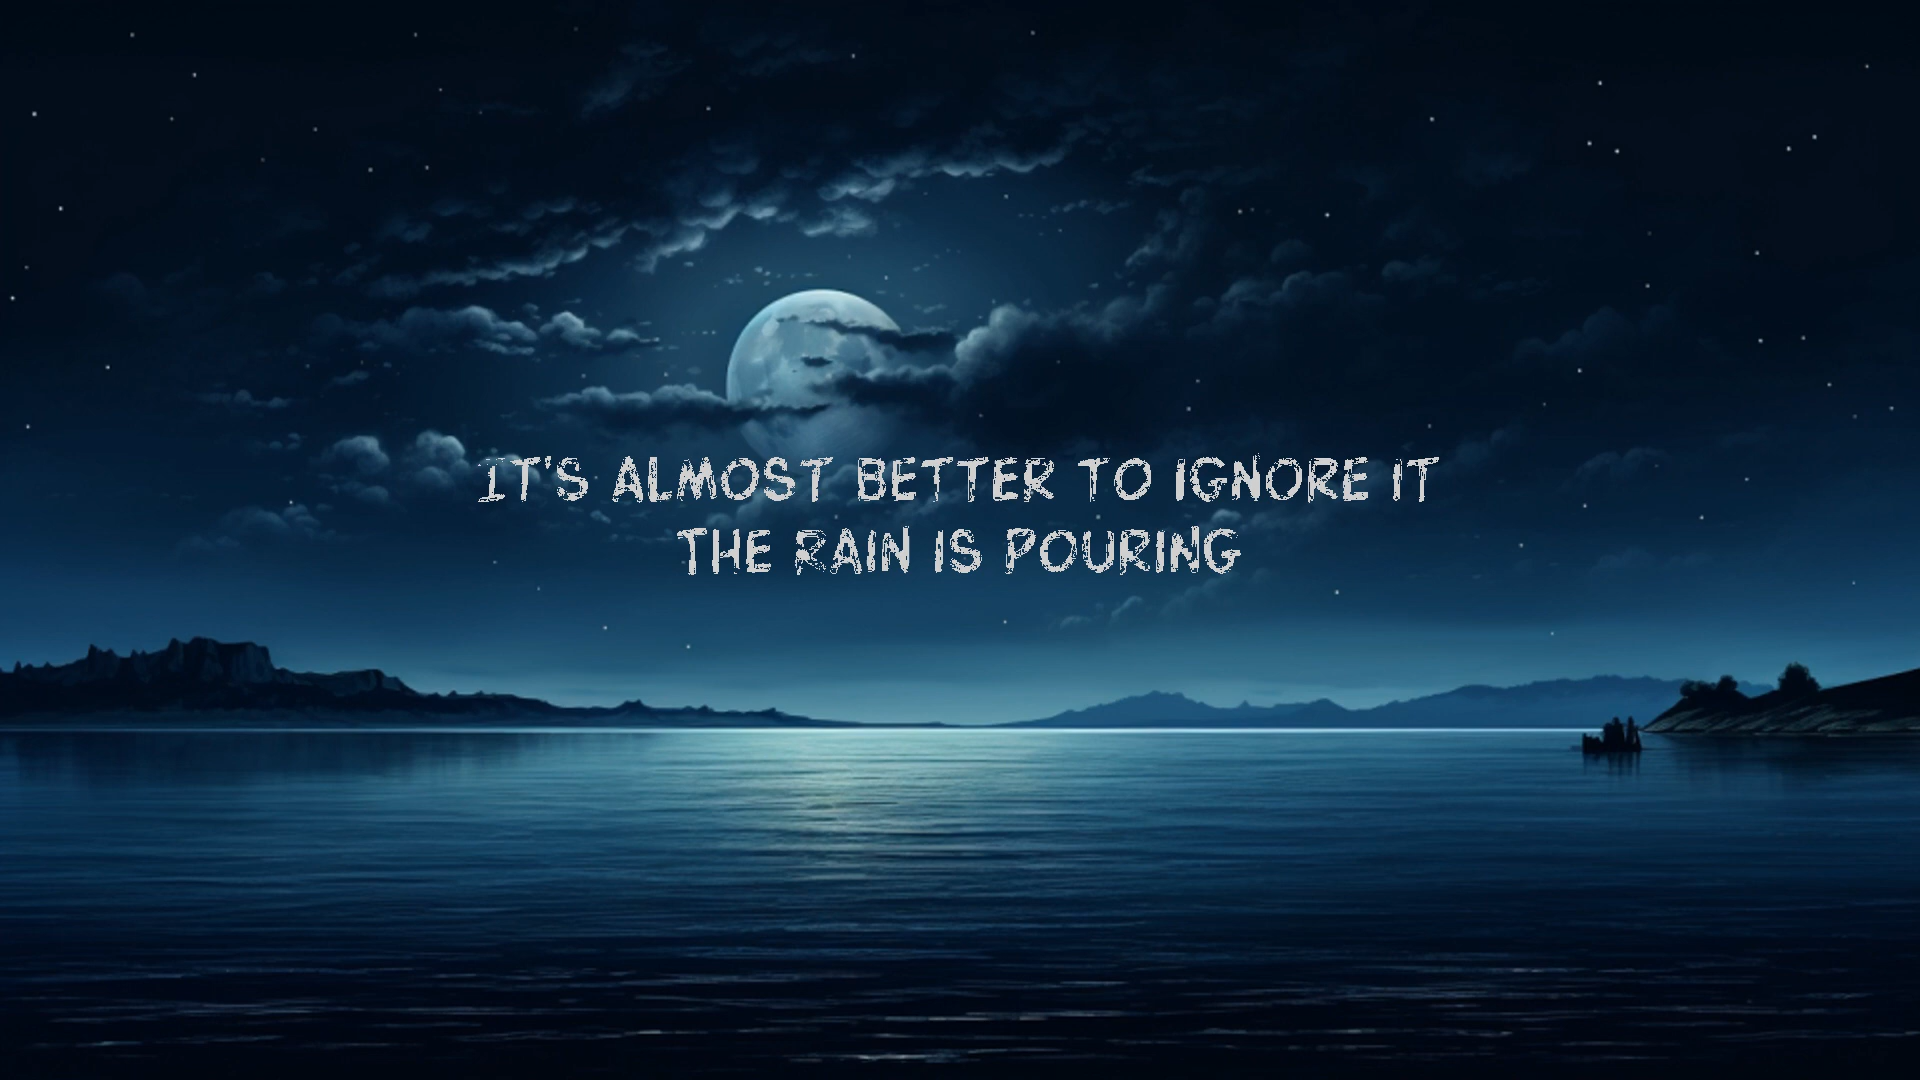 IT'S ALMOST BETTER TO IGNORE IT
THE RAIN IS POURING